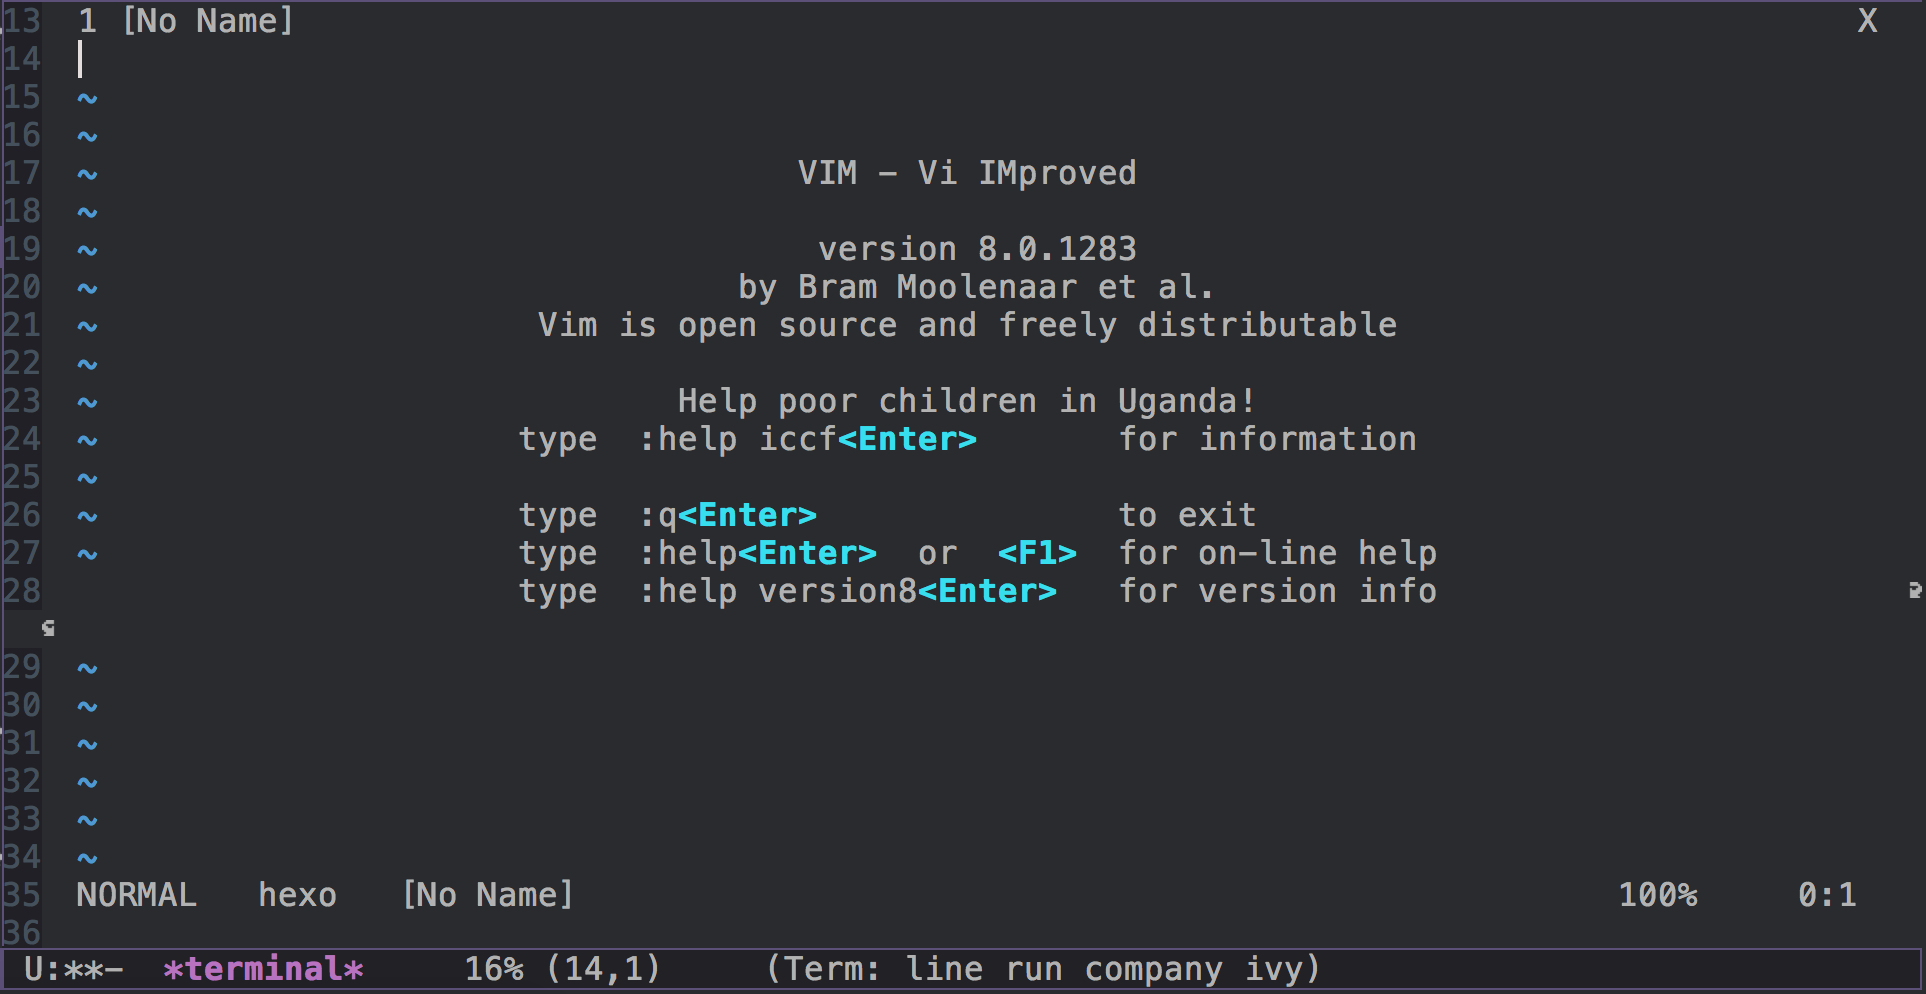 13 1 [No Name] X
14
15 ~
16 ~
17 ~ VIM - Vi IMproved
18 ~
19 ~ version 8.0.1283
20 ~ by Bram Moolenaar et al.
21 ~ Vim is open source and freely distributable
22 ~
23 ~ Help poor children in Uganda!
24 ~ type :help iccf<Enter> for information
25 ~
26 ~ type :q<Enter> to exit
27 ~ type :help<Enter> or <F1> for on-line help
28 type :help version8<Enter> for version info
29 ~
30 ~
31 ~
32 ~
33 ~
34 ~
35 NORMAL hexo [No Name] 100% 0:1
36
U:**- *terminal* 16% (14,1) (Term: line run company ivy)